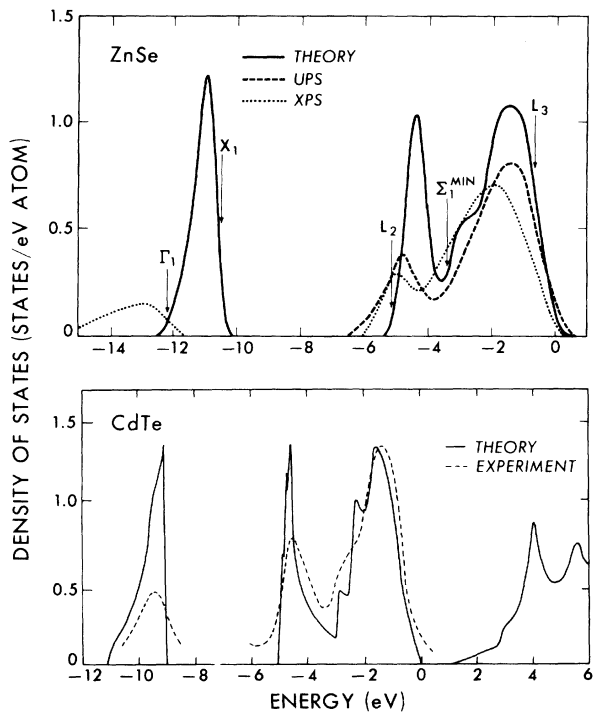 1.5
ZnSe
THEORY
UPS
XPS
1.0
L3
X1
Σ1 MIN
0.5
L2
Γ1
0
−14 −12 −10 −8 −6 −4 −2 0
DENSITY OF STATES (STATES/eV ATOM)
1.5
CdTe
THEORY
EXPERIMENT
1.0
0.5
0
−12 −10 −8 −6 −4 −2 0 2 4 6
ENERGY (eV)